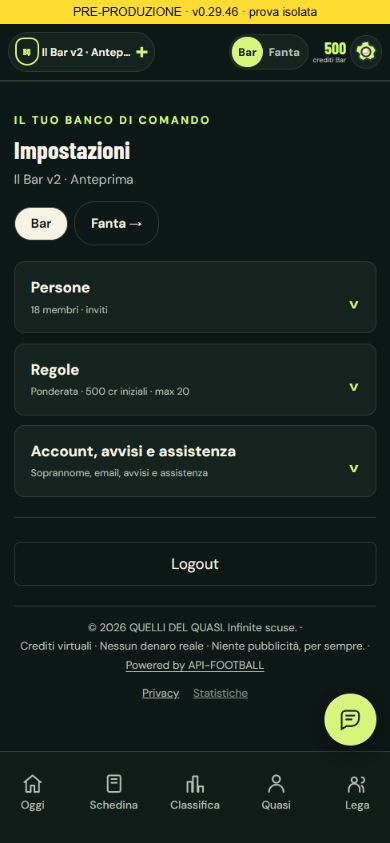 PRE-PRODUZIONE · v0.29.46 · prova isolata
BQ
Il Bar v2 · Antep... +
Bar Fanta
500
crediti Bar
IL TUO BANCO DI COMANDO
Impostazioni
Il Bar v2 · Anteprima
Bar Fanta →
Persone
18 membri · inviti
v
Regole
Ponderata · 500 cr iniziali · max 20
v
Account, avvisi e assistenza
Soprannome, email, avvisi e assistenza
v
Logout
© 2026 QUELLI DEL QUASI. Infinite scuse. ·
Crediti virtuali · Nessun denaro reale · Niente pubblicità, per sempre. ·
Powered by API-FOOTBALL
Privacy Statistiche
Oggi Schedina Classifica Quasi Lega